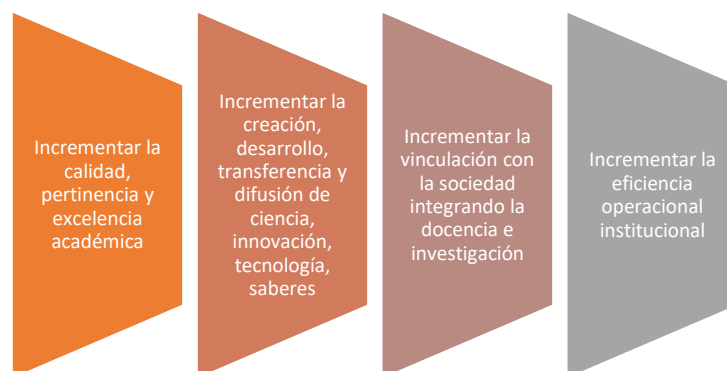 Incrementar la
calidad,
pertinencia y
excelencia
académica
Incrementar la
creación,
desarrollo,
transferencia y
difusión de
ciencia,
innovación,
tecnología,
saberes
Incrementar la
vinculación con
la sociedad
integrando la
docencia e
investigación
Incrementar la
eficiencia
operacional
institucional